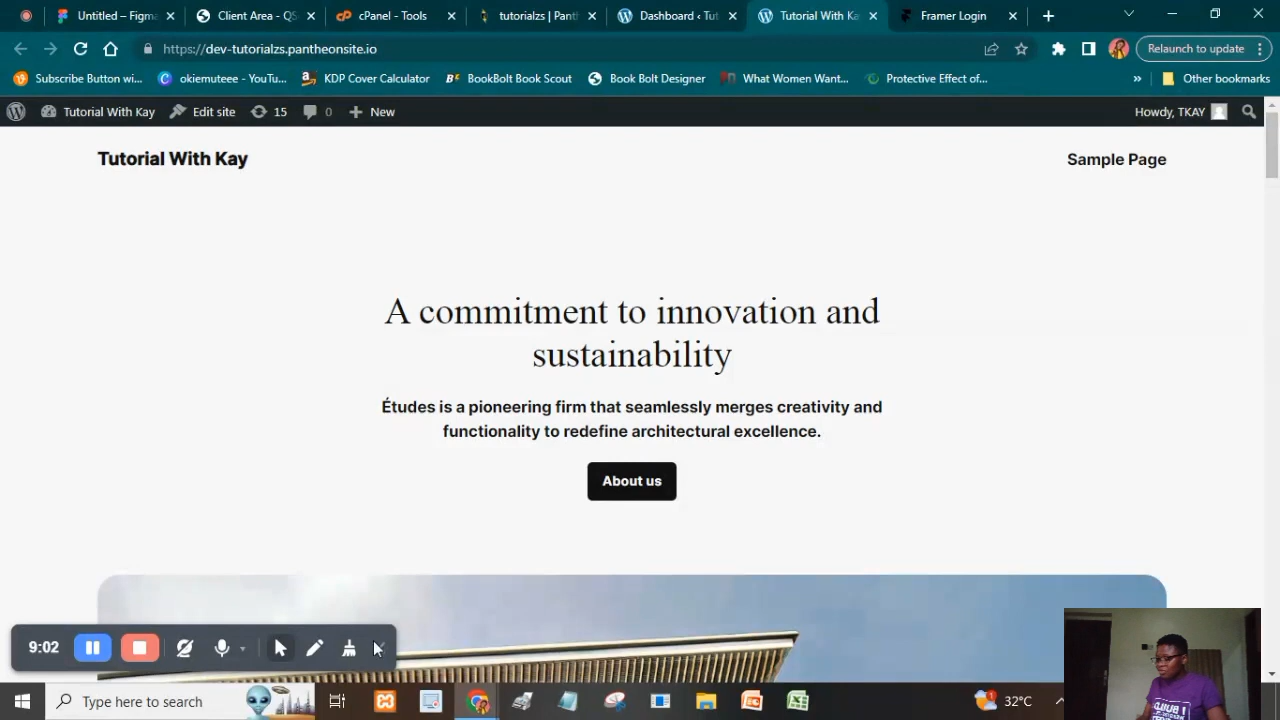 Untitled – Figma
Client Area - QS
cPanel - Tools
tutorialzs | Pant
Dashboard ‹ Tut
Tutorial With Ka
Framer Login
https://dev-tutorialzs.pantheonsite.io
Relaunch to update
Subscribe Button wi...
okiemuteee - YouTu...
KDP Cover Calculator
BookBolt Book Scout
Book Bolt Designer
What Women Want...
Protective Effect of...
Other bookmarks
Tutorial With Kay
Edit site
15
0
New
Howdy, TKAY
Tutorial With Kay
Sample Page
A commitment to innovation and
sustainability
Études is a pioneering firm that seamlessly merges creativity and
functionality to redefine architectural excellence.
About us
9:02
Type here to search
32°C